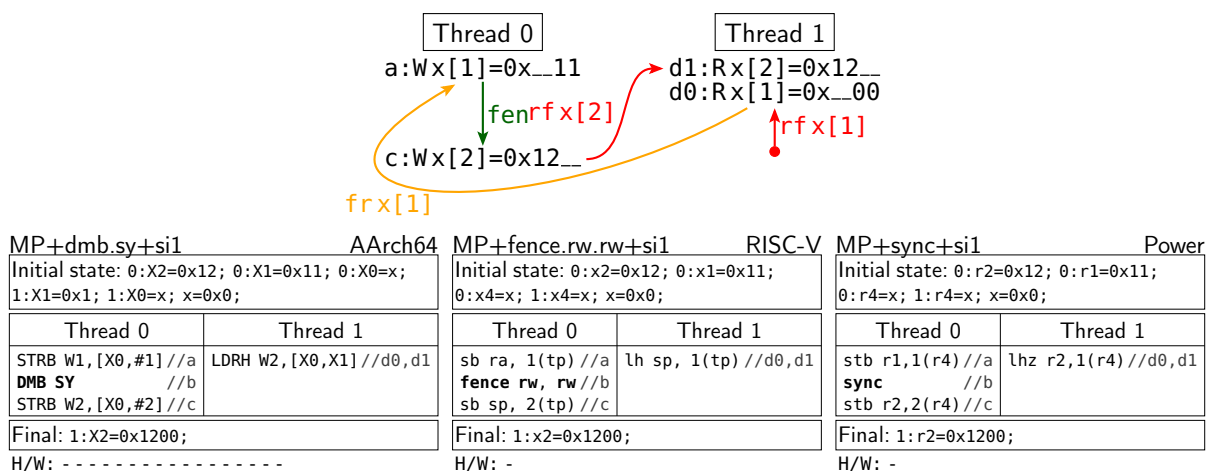 Thread 0 Thread 1
a:Wx[1]=0x__11 d1:Rx[2]=0x12__
d0:Rx[1]=0x__00
fen rf x[2] rf x[1]
c:Wx[2]=0x12__
fr x[1]
MP+dmb.sy+si1 AArch64
Initial state: 0:X2=0x12; 0:X1=0x11; 0:X0=x;
1:X1=0x1; 1:X0=x; x=0x0;
Thread 0 Thread 1
STRB W1,[X0,#1]//a LDRH W2,[X0,X1]//d0,d1
DMB SY //b
STRB W2,[X0,#2]//c
Final: 1:X2=0x1200;
H/W: - - - - - - - - - - - - - - - - -
MP+fence.rw.rw+si1 RISC-V
Initial state: 0:x2=0x12; 0:x1=0x11;
0:x4=x; 1:x4=x; x=0x0;
Thread 0 Thread 1
sb ra, 1(tp)//a lh sp, 1(tp)//d0,d1
fence rw, rw//b
sb sp, 2(tp)//c
Final: 1:x2=0x1200;
H/W: -
MP+sync+si1 Power
Initial state: 0:r2=0x12; 0:r1=0x11;
0:r4=x; 1:r4=x; x=0x0;
Thread 0 Thread 1
stb r1,1(r4)//a lhz r2,1(r4)//d0,d1
sync //b
stb r2,2(r4)//c
Final: 1:r2=0x1200;
H/W: -